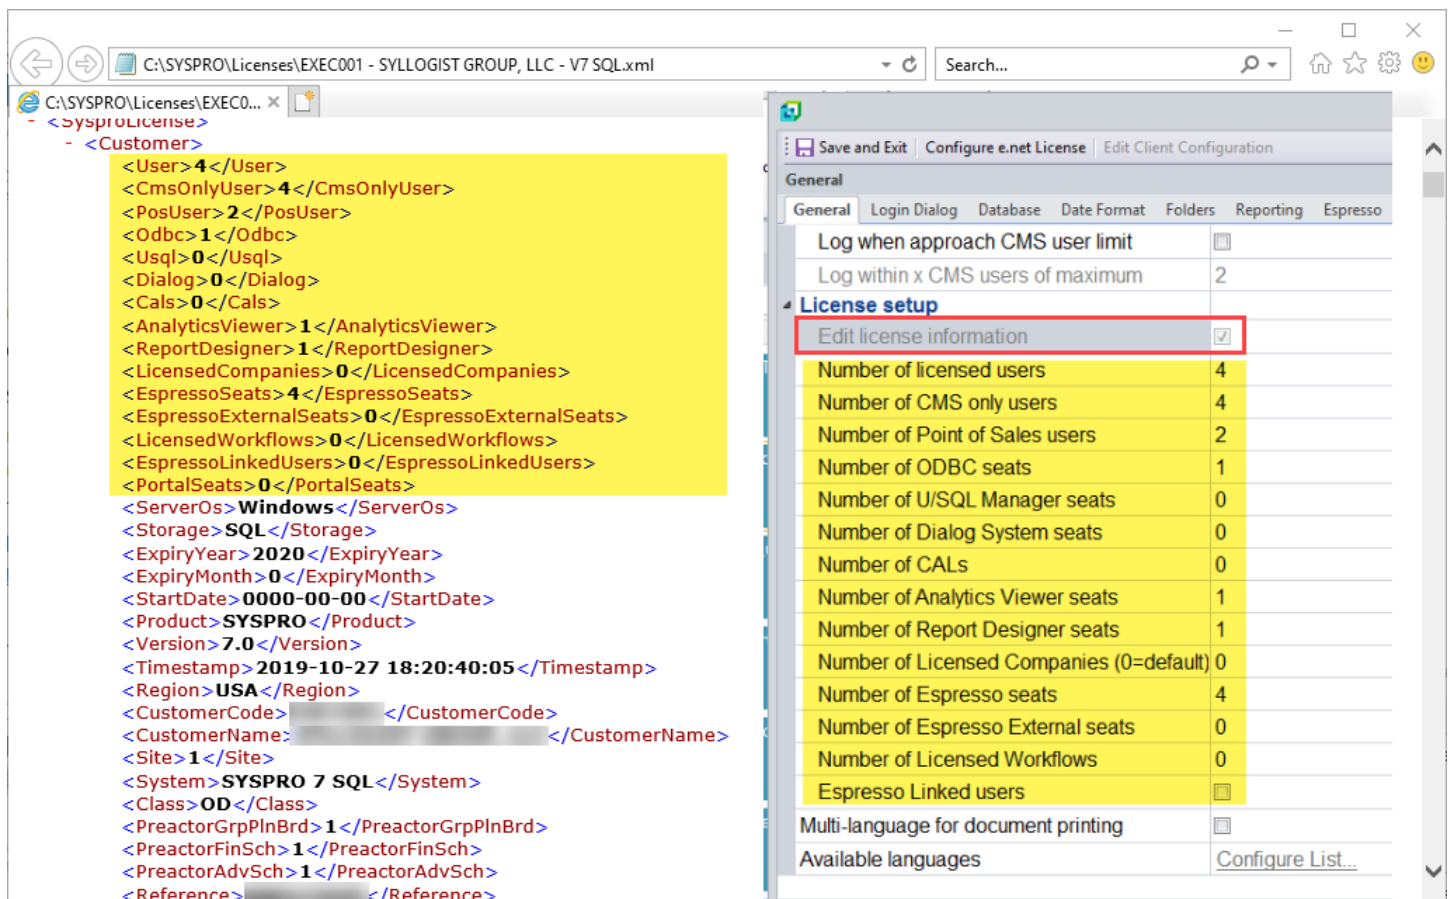 C:\SYSPRO\Licenses\EXEC001 - SYLLOGIST GROUP, LLC - V7 SQL.xml
Search...
C:\SYSPRO\Licenses\EXEC0...
- <SysproLicense>
- <Customer>
<User>4</User>
<CmsOnlyUser>4</CmsOnlyUser>
<PosUser>2</PosUser>
<Odbc>1</Odbc>
<Usql>0</Usql>
<Dialog>0</Dialog>
<Cals>0</Cals>
<AnalyticsViewer>1</AnalyticsViewer>
<ReportDesigner>1</ReportDesigner>
<LicensedCompanies>0</LicensedCompanies>
<EspressoSeats>4</EspressoSeats>
<EspressoExternalSeats>0</EspressoExternalSeats>
<LicensedWorkflows>0</LicensedWorkflows>
<EspressoLinkedUsers>0</EspressoLinkedUsers>
<PortalSeats>0</PortalSeats>
<ServerOs>Windows</ServerOs>
<Storage>SQL</Storage>
<ExpiryYear>2020</ExpiryYear>
<ExpiryMonth>0</ExpiryMonth>
<StartDate>0000-00-00</StartDate>
<Product>SYSPRO</Product>
<Version>7.0</Version>
<Timestamp>2019-10-27 18:20:40:05</Timestamp>
<Region>USA</Region>
<CustomerCode></CustomerCode>
<CustomerName></CustomerName>
<Site>1</Site>
<System>SYSPRO 7 SQL</System>
<Class>OD</Class>
<PreactorGrpPlnBrd>1</PreactorGrpPlnBrd>
<PreactorFinSch>1</PreactorFinSch>
<PreactorAdvSch>1</PreactorAdvSch>
<Reference></Reference>
Save and Exit Configure e.net License Edit Client Configuration
General
General Login Dialog Database Date Format Folders Reporting Espresso
Log when approach CMS user limit
Log within x CMS users of maximum 2
License setup
Edit license information
Number of licensed users 4
Number of CMS only users 4
Number of Point of Sales users 2
Number of ODBC seats 1
Number of U/SQL Manager seats 0
Number of Dialog System seats 0
Number of CALs 0
Number of Analytics Viewer seats 1
Number of Report Designer seats 1
Number of Licensed Companies (0=default) 0
Number of Espresso seats 4
Number of Espresso External seats 0
Number of Licensed Workflows 0
Espresso Linked users
Multi-language for document printing
Available languages Configure List...